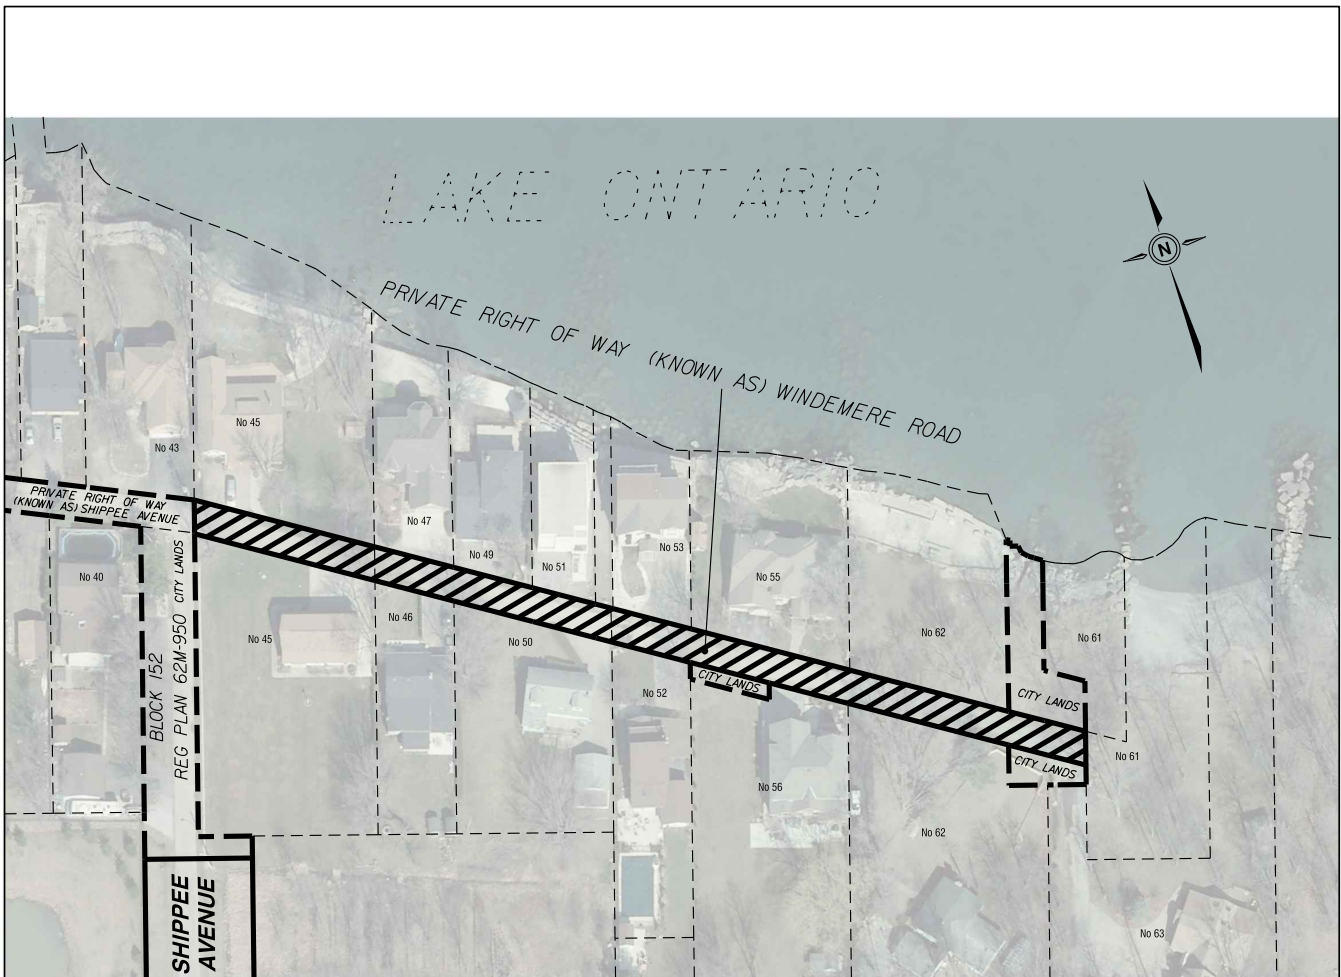 LAKE ONTARIO
N
PRIVATE RIGHT OF WAY (KNOWN AS) WINDEMERE ROAD
No 45
No 43
PRIVATE RIGHT OF WAY
(KNOWN AS) SHIPPEE AVENUE
No 47
No 49
No 51
No 53
No 55
No 40
No 45
No 46
No 50
No 52
No 62
No 61
CITY LANDS
CITY LANDS
No 61
CITY LANDS
No 56
No 62
No 63
BLOCK 152
REG PLAN 62M-950 CITY LANDS
SHIPPEE
AVENUE